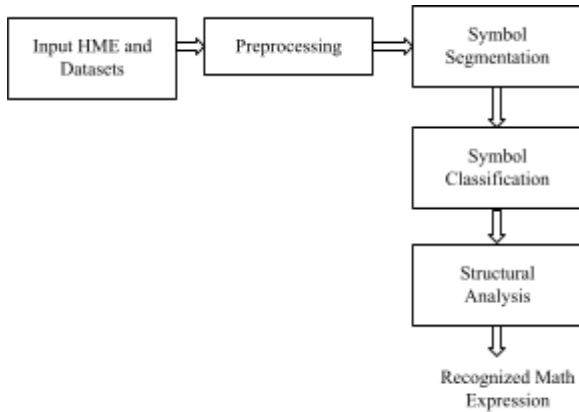 Input HME and
Datasets
Preprocessing
Symbol
Segmentation
Symbol
Classification
Structural
Analysis
Recognized Math
Expression